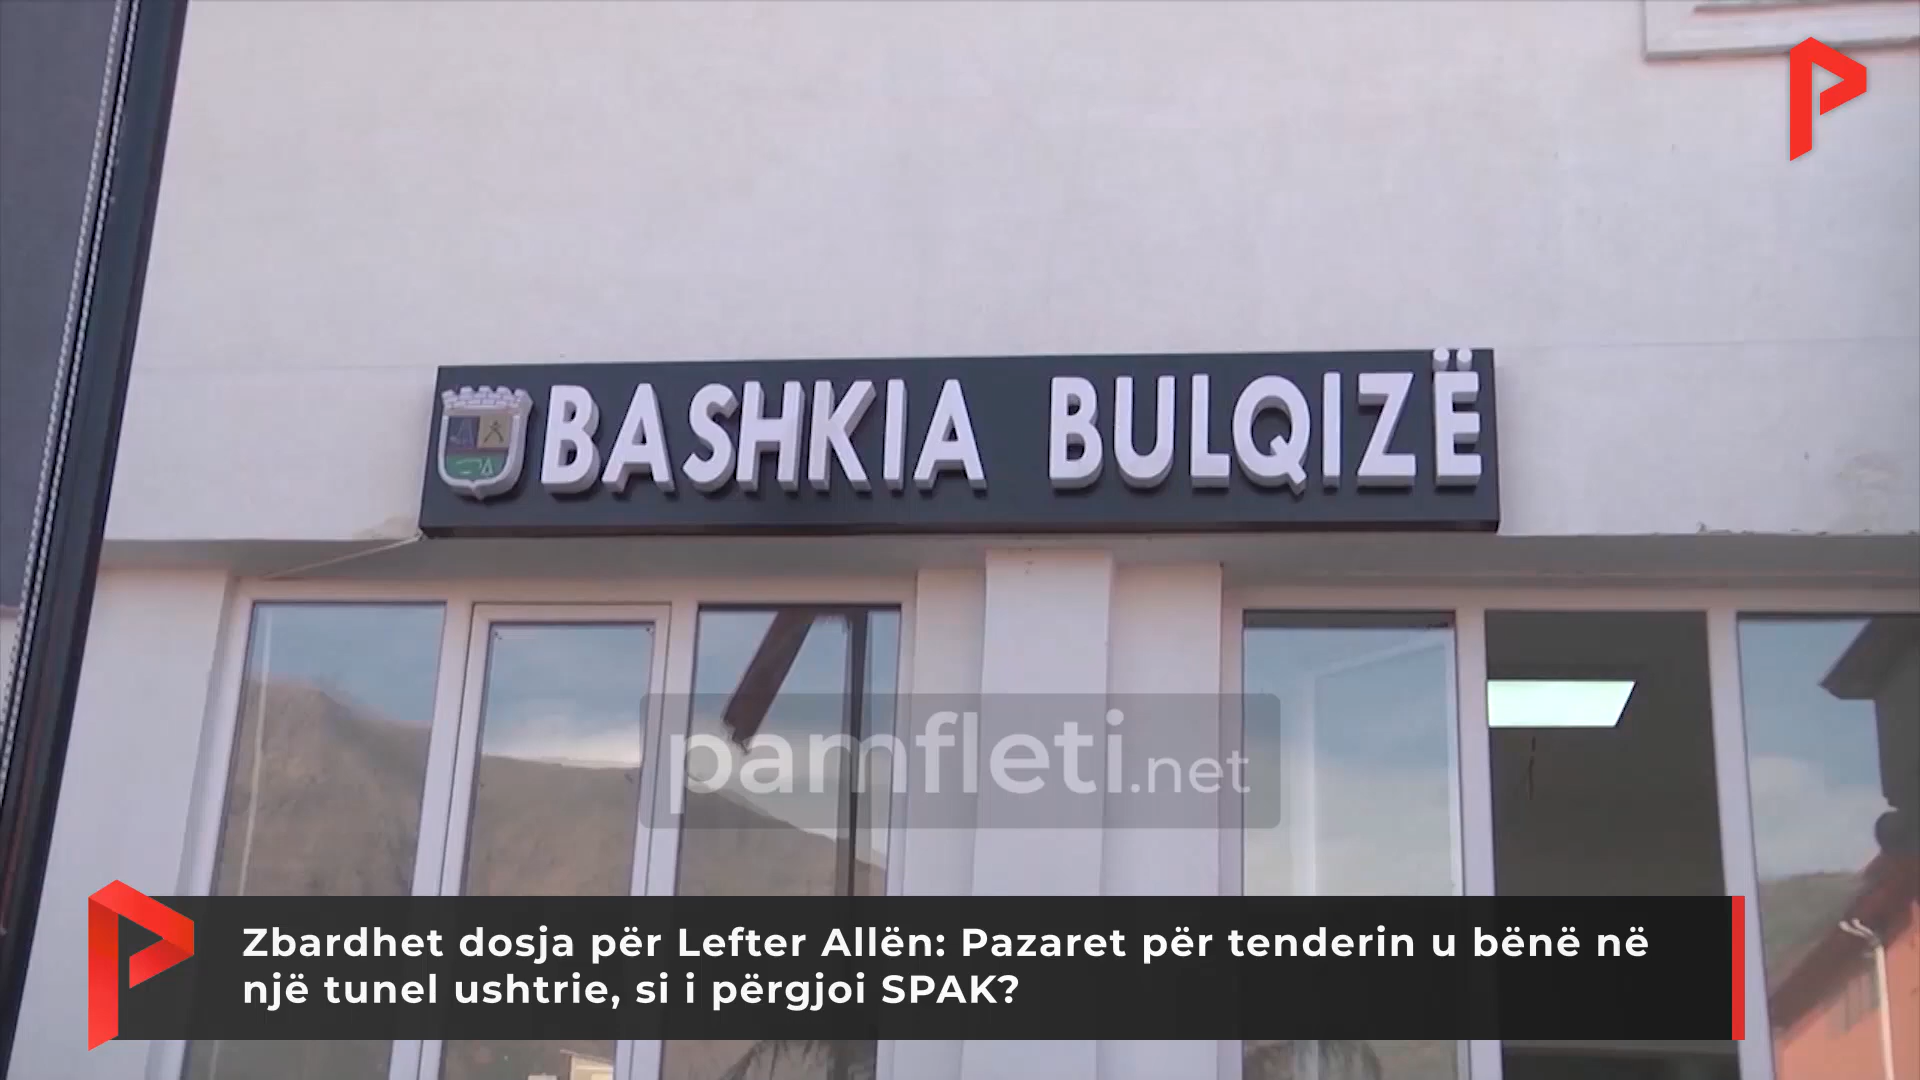 BASHKIA BULQIZË
pamfleti.net
Zbardhet dosja për Lefter Allën: Pazaret për tenderin u bënë në
një tunel ushtrie, si i përgjoi SPAK?